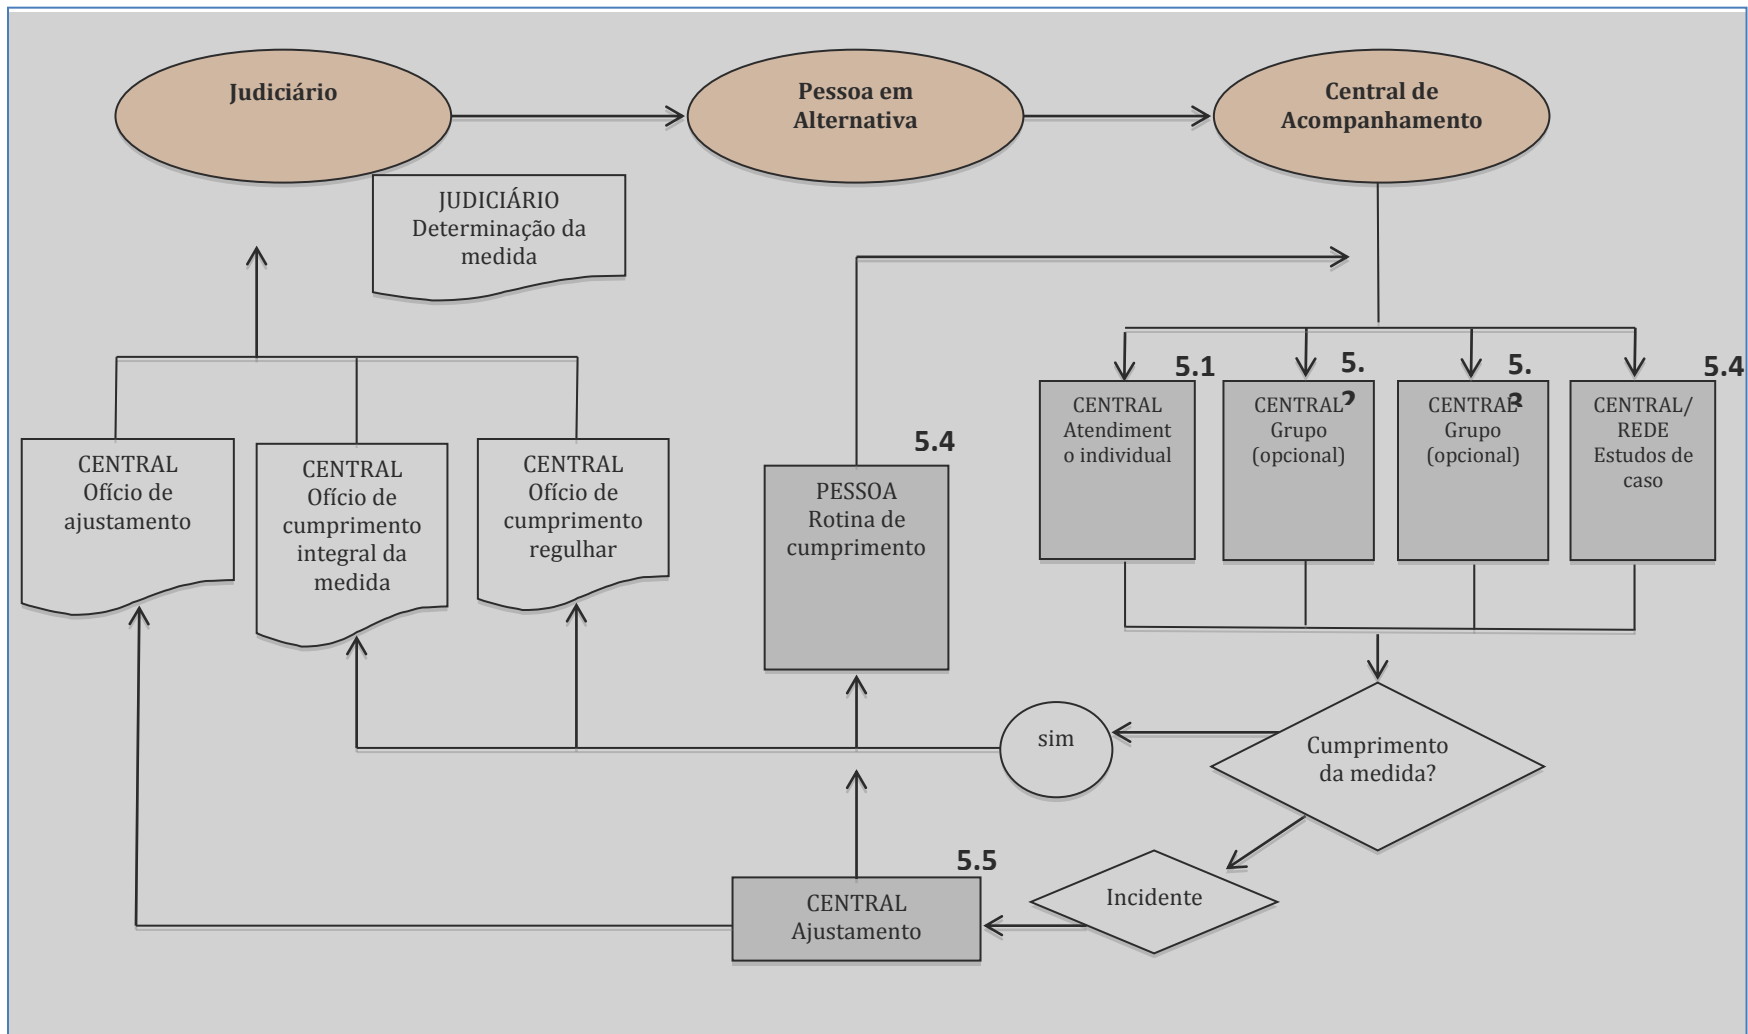 Judiciário
Pessoa em
Alternativa
Central de
Acompanhamento
JUDICIÁRIO
Determinação da
medida
5.1
5.
5.
5.4
CENTRAL
Atendiment
o individual
CENTRAL
Grupo
(opcional)
CENTRAL
Grupo
(opcional)
CENTRAL/
REDE
Estudos de
caso
CENTRAL
Ofício de
ajustamento
CENTRAL
Ofício de
cumprimento
integral da
medida
CENTRAL
Ofício de
cumprimento
regulhar
5.4
PESSOA
Rotina de
cumprimento
sim
Cumprimento
da medida?
Incidente
5.5
CENTRAL
Ajustamento